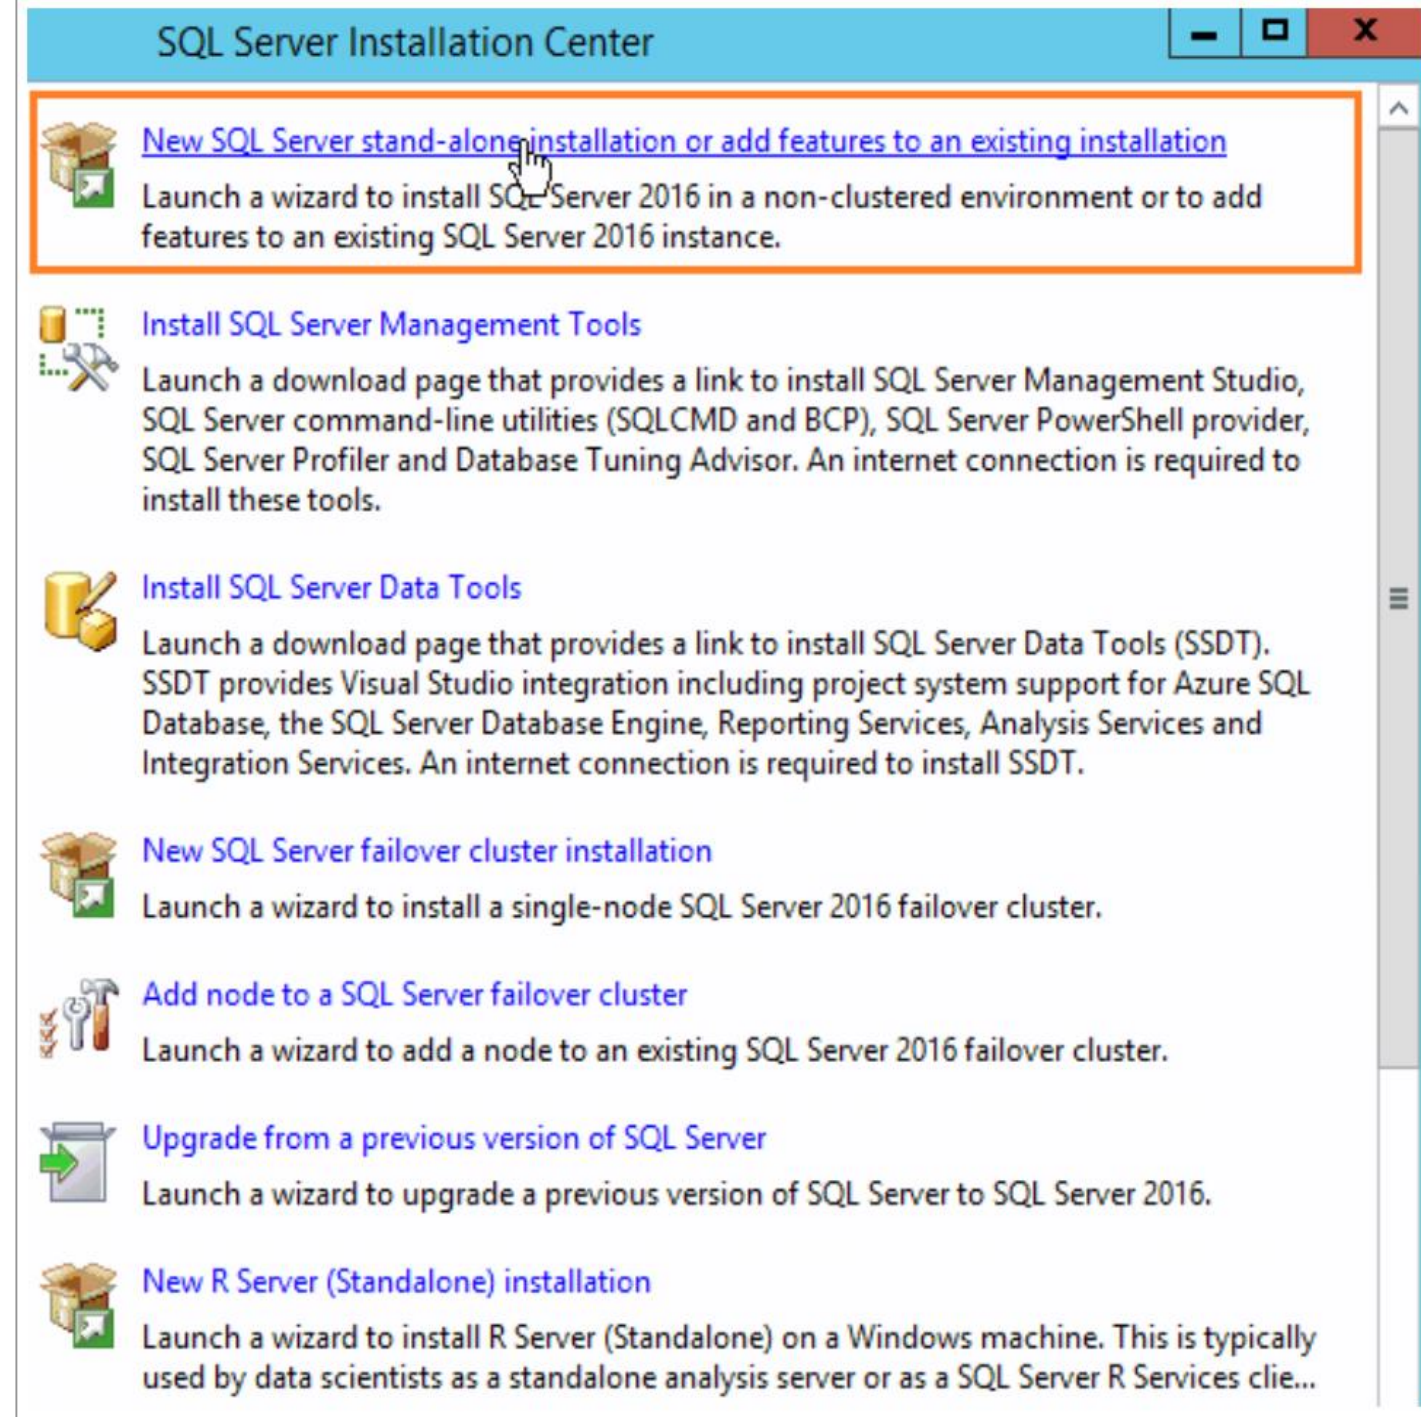 SQL Server Installation Center
New SQL Server stand-alone installation or add features to an existing installation
Launch a wizard to install SQL Server 2016 in a non-clustered environment or to add
features to an existing SQL Server 2016 instance.
Install SQL Server Management Tools
Launch a download page that provides a link to install SQL Server Management Studio,
SQL Server command-line utilities (SQLCMD and BCP), SQL Server PowerShell provider,
SQL Server Profiler and Database Tuning Advisor. An internet connection is required to
install these tools.
Install SQL Server Data Tools
Launch a download page that provides a link to install SQL Server Data Tools (SSDT).
SSDT provides Visual Studio integration including project system support for Azure SQL
Database, the SQL Server Database Engine, Reporting Services, Analysis Services and
Integration Services. An internet connection is required to install SSDT.
New SQL Server failover cluster installation
Launch a wizard to install a single-node SQL Server 2016 failover cluster.
Add node to a SQL Server failover cluster
Launch a wizard to add a node to an existing SQL Server 2016 failover cluster.
Upgrade from a previous version of SQL Server
Launch a wizard to upgrade a previous version of SQL Server to SQL Server 2016.
New R Server (Standalone) installation
Launch a wizard to install R Server (Standalone) on a Windows machine. This is typically
used by data scientists as a standalone analysis server or as a SQL Server R Services clie...